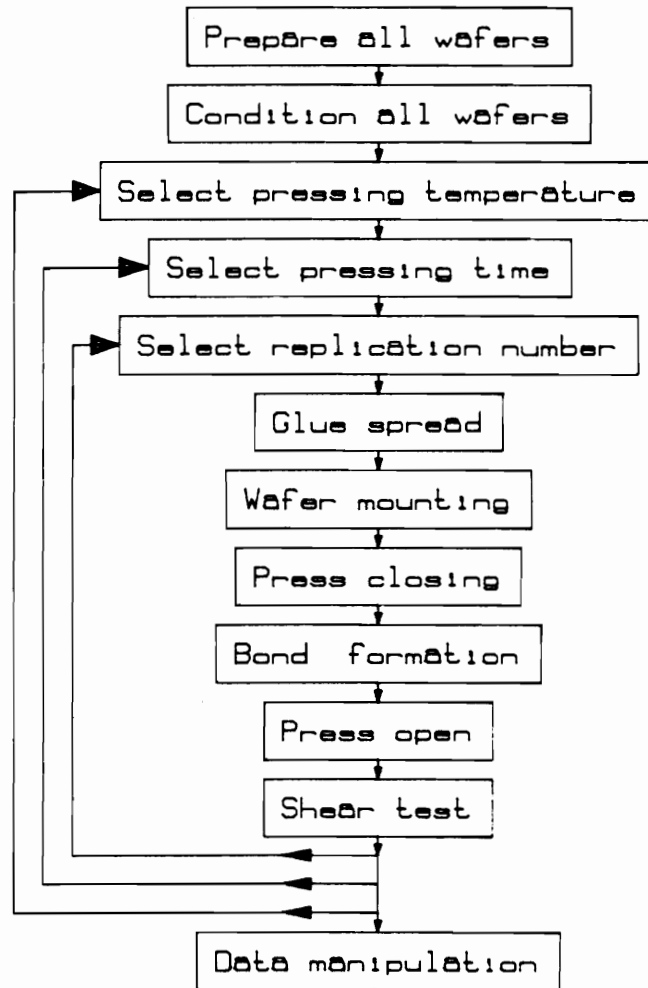 Prepare all wafers
Condition all wafers
Select pressing temperature
Select pressing time
Select replication number
Glue spread
Wafer mounting
Press closing
Bond formation
Press open
Shear test
Data manipulation